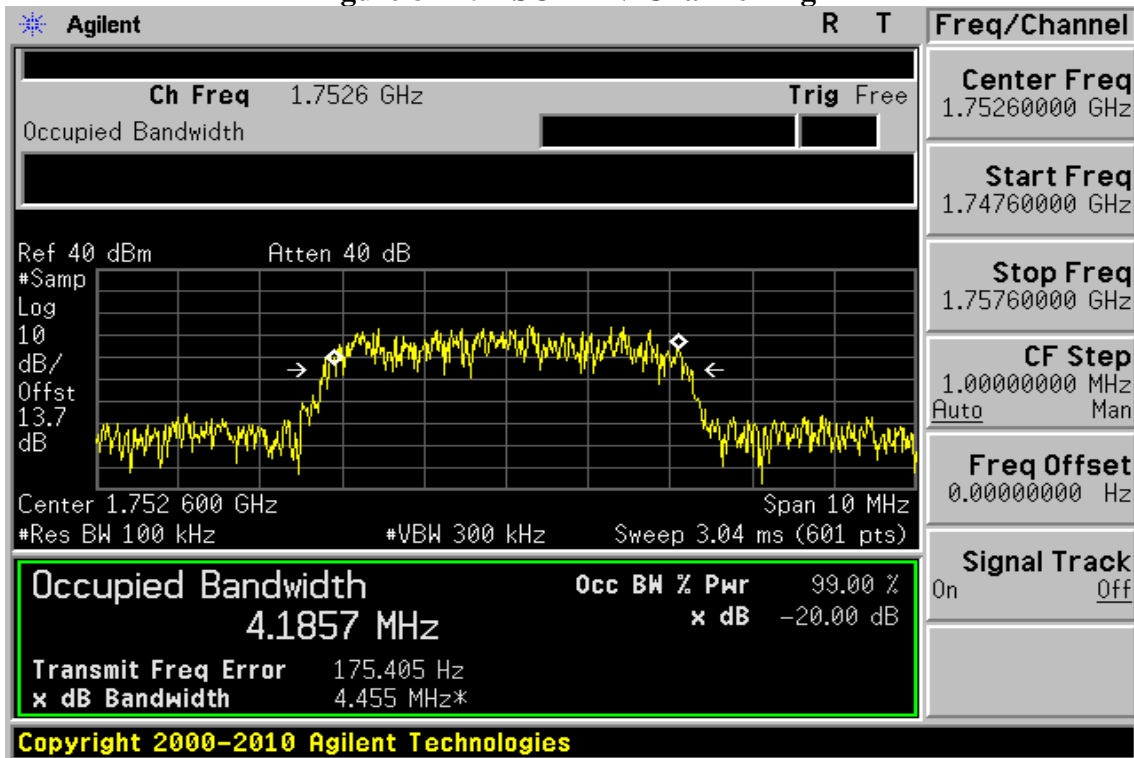 Agilent R T Freq/Channel
Ch Freq 1.7526 GHz Trig Free
Occupied Bandwidth
Center Freq
1.75260000 GHz
Start Freq
1.74760000 GHz
Stop Freq
1.75760000 GHz
CF Step
1.00000000 MHz
Auto Man
Freq Offset
0.00000000 Hz
Signal Track
On Off
Ref 40 dBm Atten 40 dB
#Samp
Log
10
dB/
Offst
13.7
dB
Center 1.752 600 GHz Span 10 MHz
#Res BW 100 kHz #VBW 300 kHz Sweep 3.04 ms (601 pts)
Occupied Bandwidth Occ BW % Pwr 99.00 %
4.1857 MHz x dB -20.00 dB
Transmit Freq Error 175.405 Hz
x dB Bandwidth 4.455 MHz*
Copyright 2000-2010 Agilent Technologies